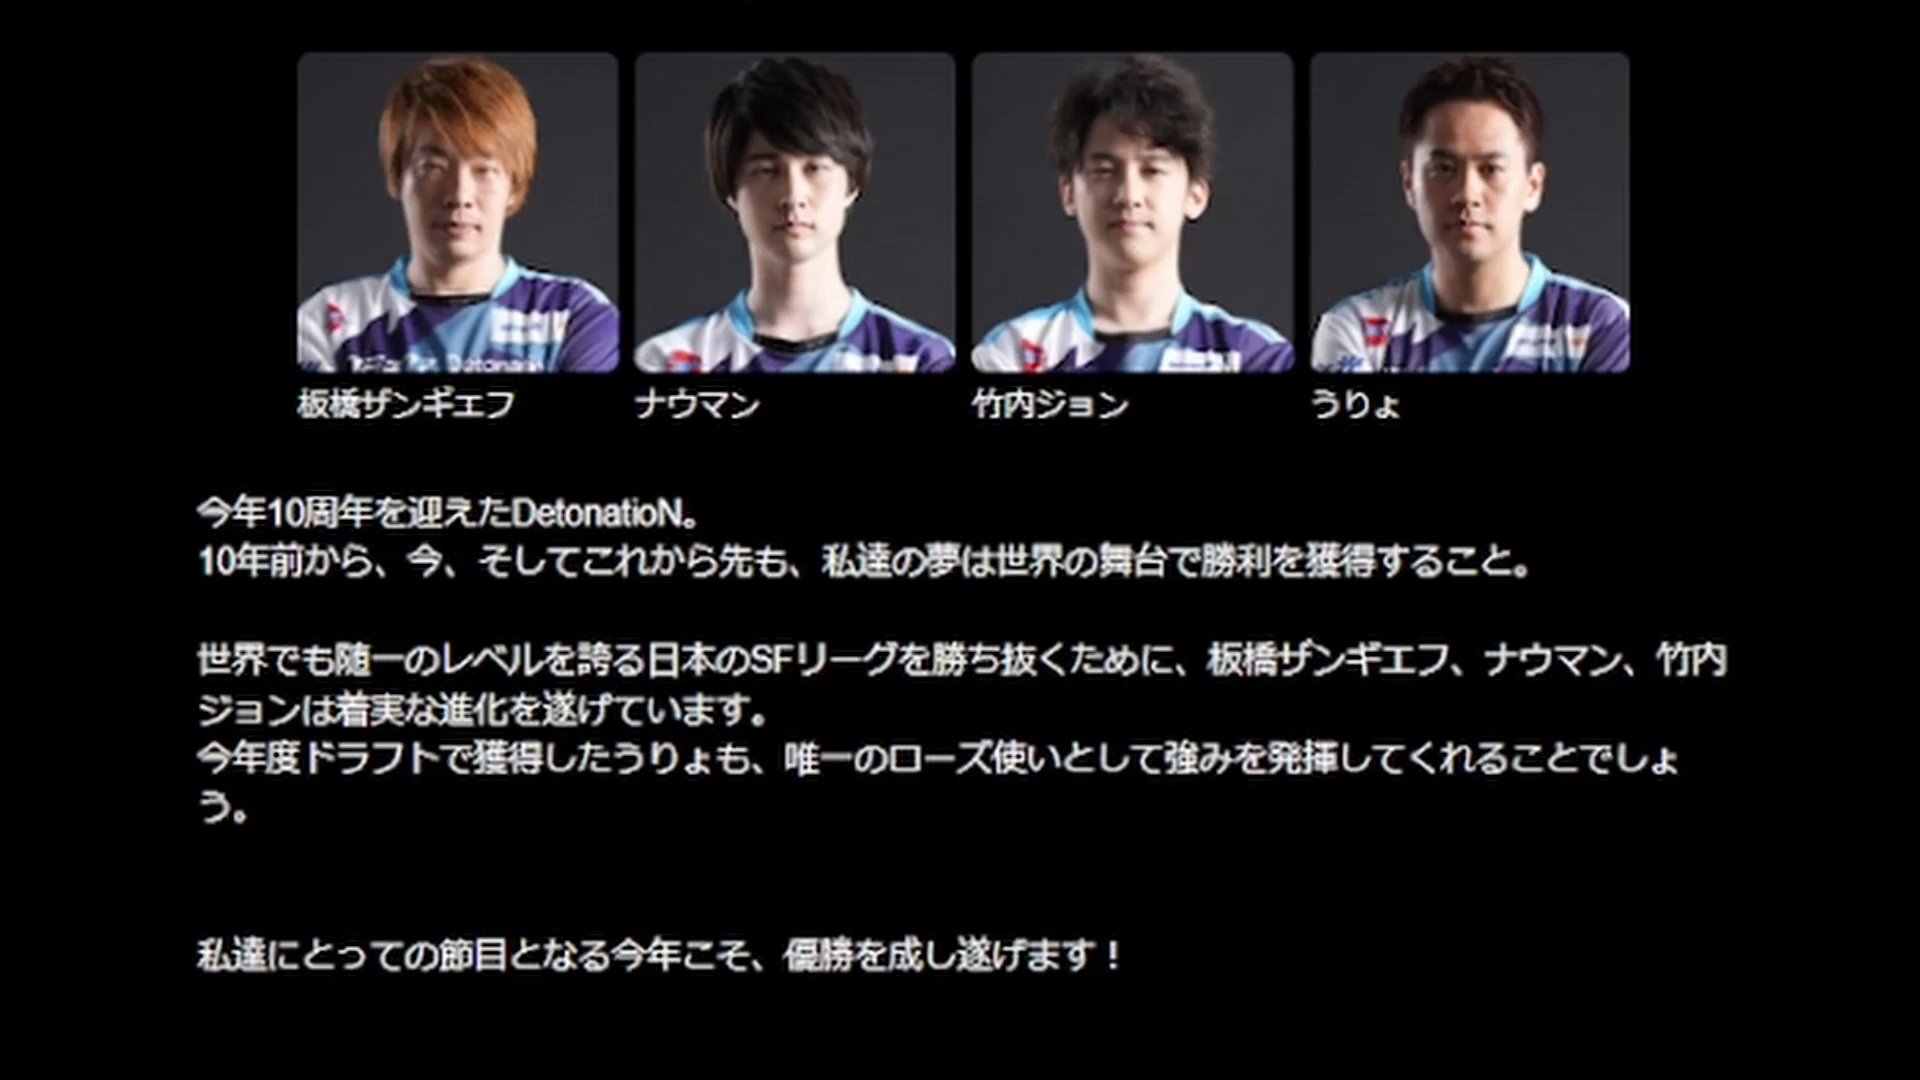 板橋ザンギエフ
ナウマン
竹内ジョン
うりょ
今年10周年を迎えたDetonatioN。
10年前から、今、そしてこれから先も、私達の夢は世界の舞台で勝利を獲得すること。
世界でも随一のレベルを誇る日本のSFリーグを勝ち抜くために、板橋ザンギエフ、ナウマン、竹内
ジョンは着実な進化を遂げています。
今年度ドラフトで獲得したうりょも、唯一のローズ使いとして強みを発揮してくれることでしょ
う。
私達にとっての節目となる今年こそ、優勝を成し遂げます！